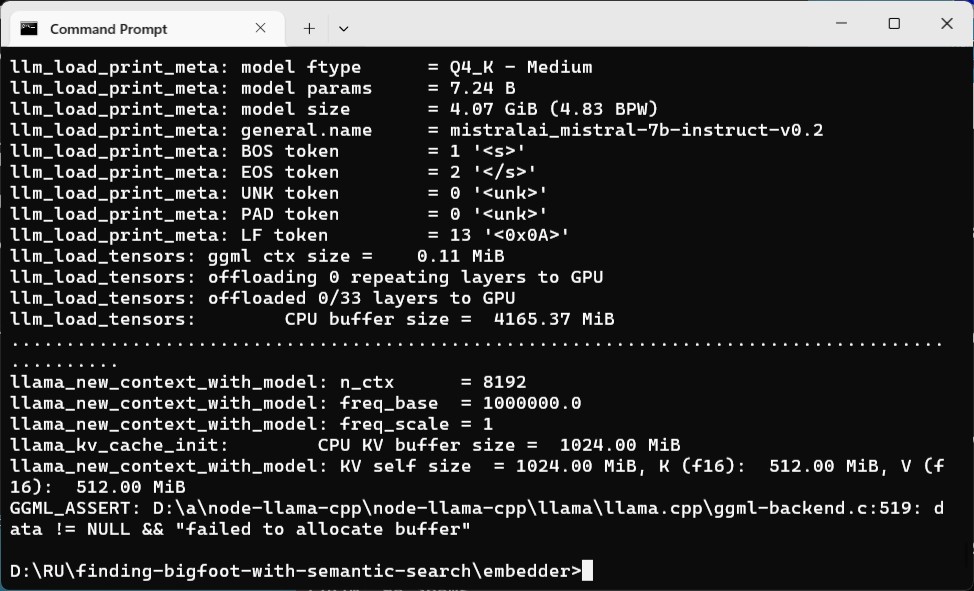 Command Prompt
llm_load_print_meta: model ftype      = Q4_K - Medium
llm_load_print_meta: model params     = 7.24 B
llm_load_print_meta: model size       = 4.07 GiB (4.83 BPW)
llm_load_print_meta: general.name     = mistralai_mistral-7b-instruct-v0.2
llm_load_print_meta: BOS token        = 1 '<s>'
llm_load_print_meta: EOS token        = 2 '</s>'
llm_load_print_meta: UNK token        = 0 '<unk>'
llm_load_print_meta: PAD token        = 0 '<unk>'
llm_load_print_meta: LF token         = 13 '<0x0A>'
llm_load_tensors: ggml ctx size =    0.11 MiB
llm_load_tensors: offloading 0 repeating layers to GPU
llm_load_tensors: offloaded 0/33 layers to GPU
llm_load_tensors:        CPU buffer size =  4165.37 MiB
.....................................................................................
..........
llama_new_context_with_model: n_ctx      = 8192
llama_new_context_with_model: freq_base  = 1000000.0
llama_new_context_with_model: freq_scale = 1
llama_kv_cache_init:        CPU KV buffer size =  1024.00 MiB
llama_new_context_with_model: KV self size  = 1024.00 MiB, K (f16):  512.00 MiB, V (f
16):  512.00 MiB
GGML_ASSERT: D:\a\node-llama-cpp\node-llama-cpp\llama\llama.cpp\ggml-backend.c:519: d
ata != NULL && "failed to allocate buffer"
D:\RU\finding-bigfoot-with-semantic-search\embedder>